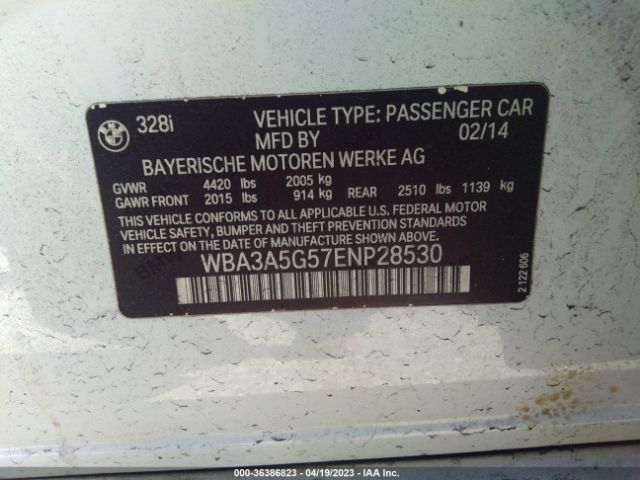 328i VEHICLE TYPE: PASSENGER CAR
MFD BY 02/14
BAYERISCHE MOTOREN WERKE AG
GVWR 4420 lbs 2005 kg
GAWR FRONT 2015 lbs 914 kg REAR 2510 lbs 1139 kg
THIS VEHICLE CONFORMS TO ALL APPLICABLE U.S. FEDERAL MOTOR
VEHICLE SAFETY, BUMPER AND THEFT PREVENTION STANDARDS
IN EFFECT ON THE DATE OF MANUFACTURE SHOWN ABOVE.
WBA3A5G57ENP28530
2 122 606
000-36386823 - 04/19/2023 - IAA Inc.